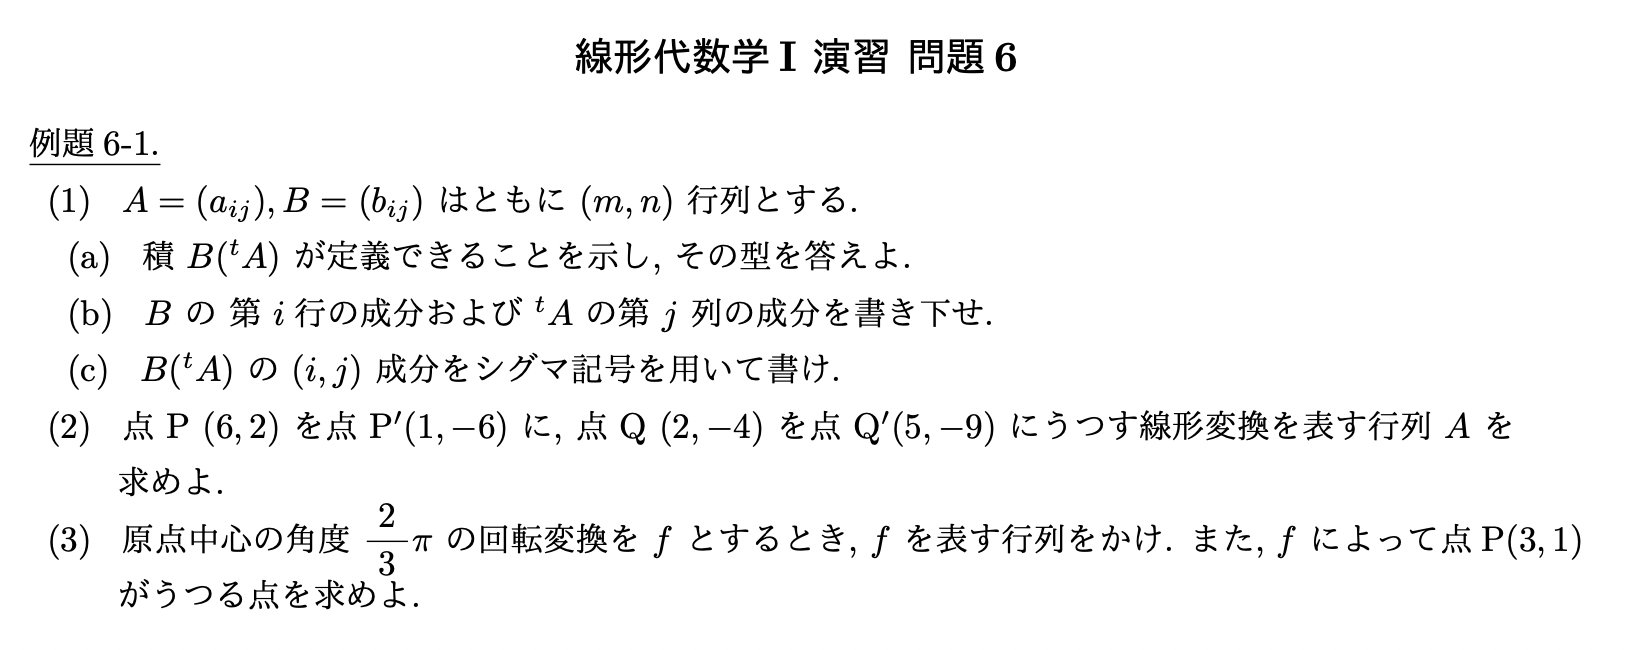 線形代数学 I 演習 問題 6
例題 6-1.
(1) A = (a_{ij}), B = (b_{ij}) はともに (m, n) 行列とする.
(a) 積 B(^tA) が定義できることを示し, その型を答えよ.
(b) B の 第 i 行の成分および ^tA の第 j 列の成分を書き下せ.
(c) B(^tA) の (i, j) 成分をシグマ記号を用いて書け.
(2) 点 P (6, 2) を点 P′(1, −6) に, 点 Q (2, −4) を点 Q′(5, −9) にうつす線形変換を表す行列 A を
求めよ.
(3) 原点中心の角度 \frac{2}{3}π の回転変換を f とするとき, f を表す行列をかけ. また, f によって点 P(3, 1)
がうつる点を求めよ.